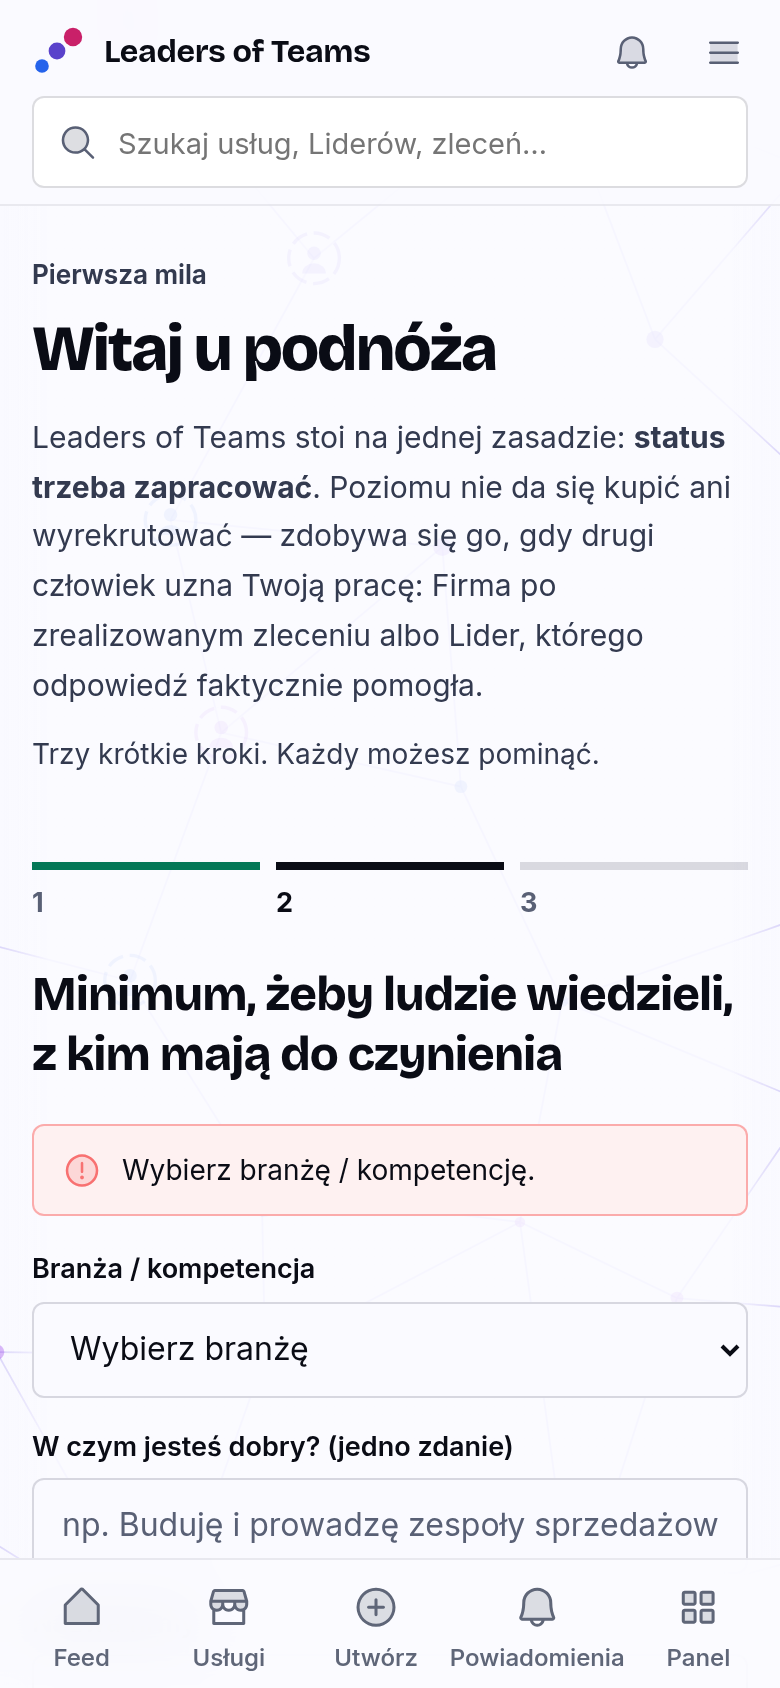 Leaders of Teams
Szukaj usług, Liderów, zleceń...
Pierwsza mila
Witaj u podnóża
Leaders of Teams stoi na jednej zasadzie: status
trzeba zapracować. Poziomu nie da się kupić ani
wyrekrutować — zdobywa się go, gdy drugi
człowiek uzna Twoją pracę: Firma po
zrealizowanym zleceniu albo Lider, którego
odpowiedź faktycznie pomogła.
Trzy krótkie kroki. Każdy możesz pominąć.
1 2 3
Minimum, żeby ludzie wiedzieli,
z kim mają do czynienia
Wybierz branżę / kompetencję.
Branża / kompetencja
Wybierz branżę
W czym jesteś dobry? (jedno zdanie)
np. Buduję i prowadzę zespoły sprzedażow
Feed Usługi Utwórz Powiadomienia Panel